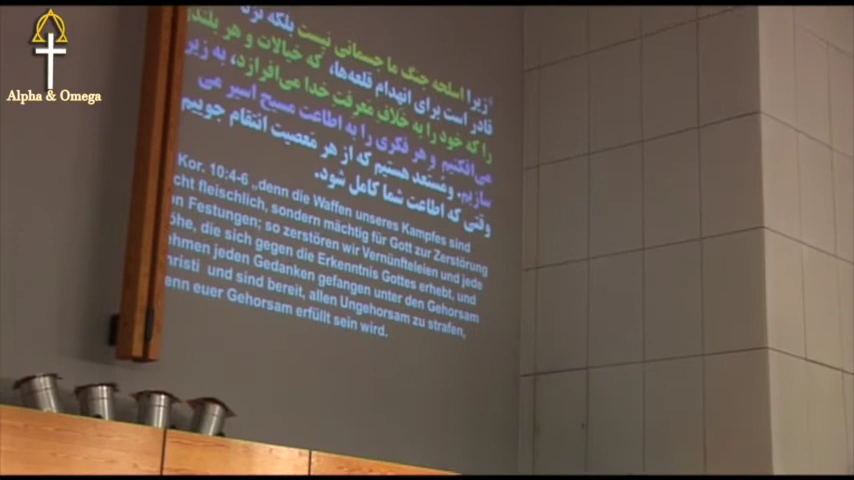 Alpha & Omega
زیرا اسلحه جنگ ما جسمانی نیست بلکه نزد
قادر است برای انهدام قلعه‌ها، که خیالات و هر بلندی
را که خود را به خلاف معرفت خدا می‌افرازد، به زیر
می‌افکنیم و هر فکری را به اطاعت مسیح اسیر می
سازیم. ومستعد هستیم که از هر معصیت انتقام جوییم
وقتی که اطاعت شما کامل شود.
Kor. 10:4-6 „denn die Waffen unseres Kampfes sind
cht fleischlich, sondern mächtig für Gott zur Zerstörung
on Festungen; so zerstören wir Vernünfteleien und jede
öhe, die sich gegen die Erkenntnis Gottes erhebt, und
ehmen jeden Gedanken gefangen unter den Gehorsam
hristi und sind bereit, allen Ungehorsam zu strafen,
enn euer Gehorsam erfüllt sein wird.